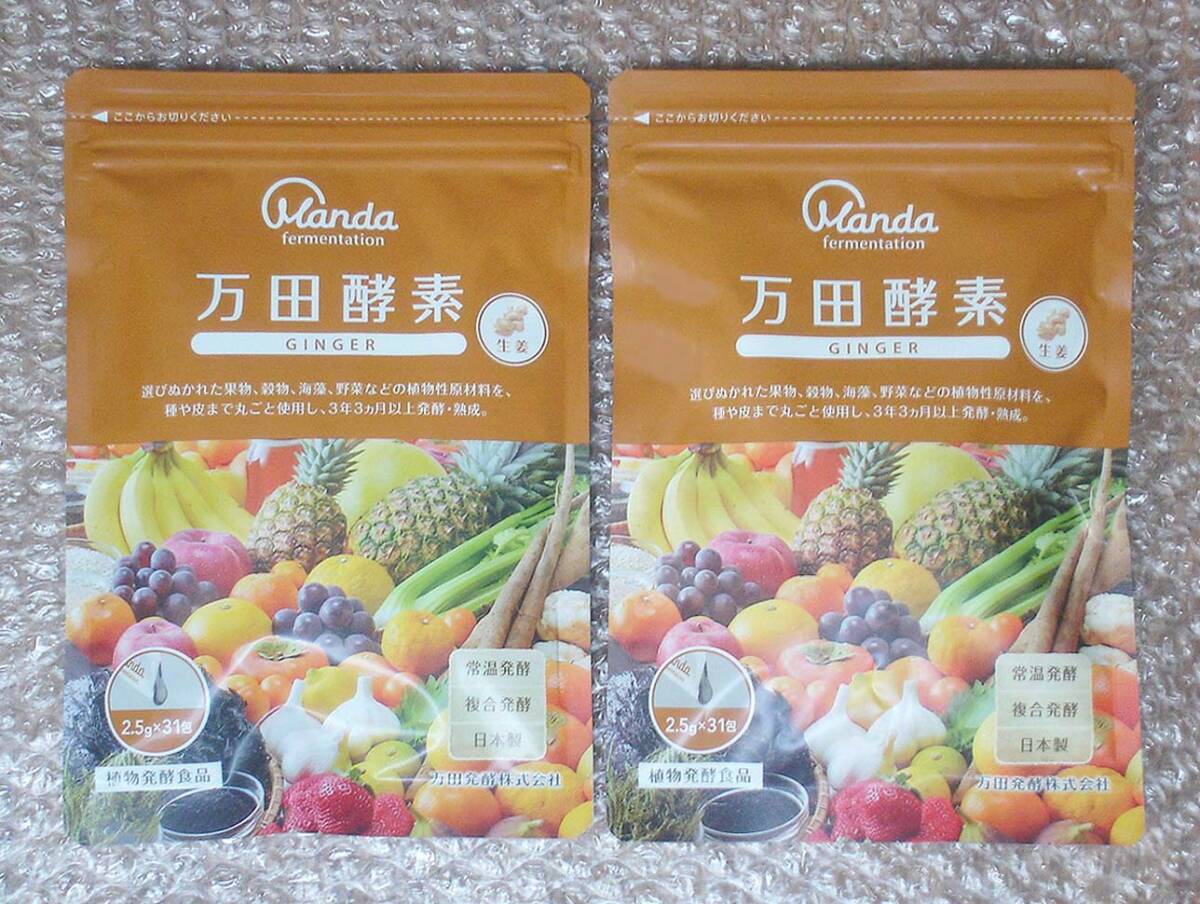 ここからお切りください
Manda
fermentation
万田酵素
GINGER
生姜
選びぬかれた果物、穀物、海藻、野菜などの植物性原材料を、
種や皮まで丸ごと使用し、3年3ヵ月以上発酵・熟成。
2.5g×31包
常温発酵
複合発酵
日本製
植物発酵食品
万田発酵株式会社
ここからお切りください
Manda
fermentation
万田酵素
GINGER
生姜
選びぬかれた果物、穀物、海藻、野菜などの植物性原材料を、
種や皮まで丸ごと使用し、3年3ヵ月以上発酵・熟成。
2.5g×31包
常温発酵
複合発酵
日本製
植物発酵食品
万田発酵株式会社